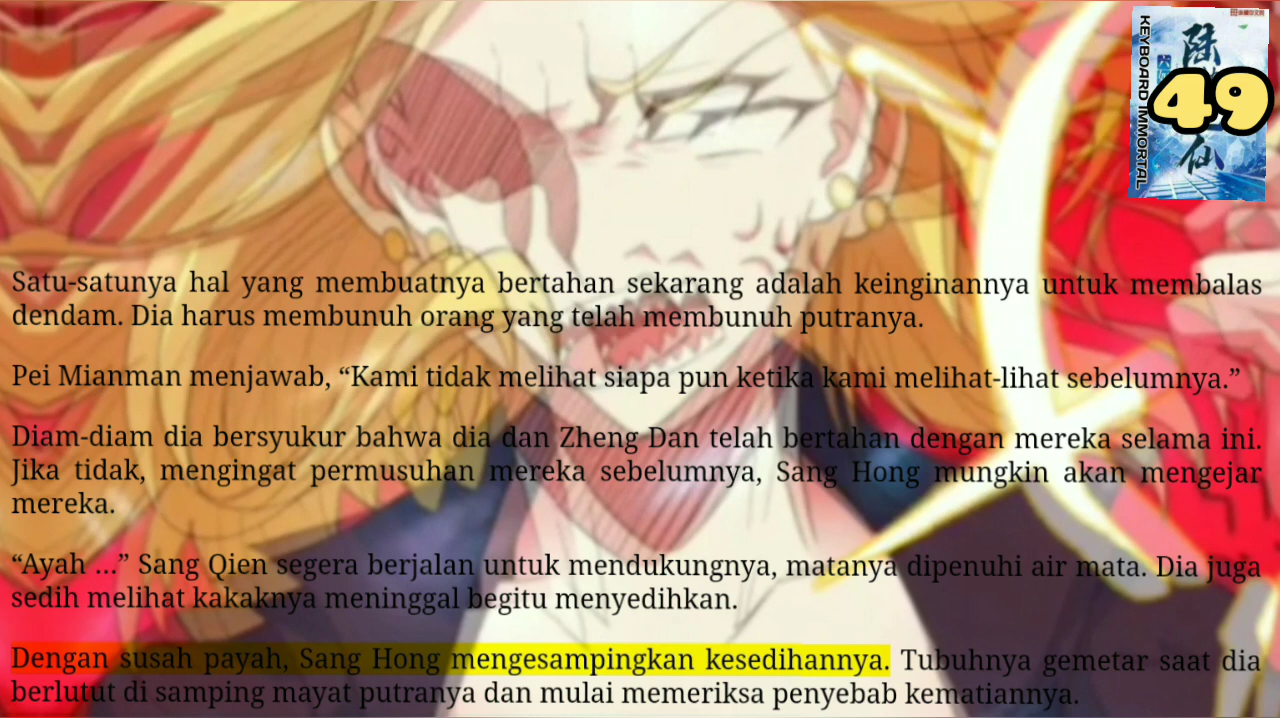 KEYBOARD IMMORTAL
49
仙
Satu-satunya hal yang membuatnya bertahan sekarang adalah keinginannya untuk membalas
dendam. Dia harus membunuh orang yang telah membunuh putranya.
Pei Mianman menjawab, “Kami tidak melihat siapa pun ketika kami melihat-lihat sebelumnya.”
Diam-diam dia bersyukur bahwa dia dan Zheng Dan telah bertahan dengan mereka selama ini.
Jika tidak, mengingat permusuhan mereka sebelumnya, Sang Hong mungkin akan mengejar
mereka.
“Ayah ...” Sang Qien segera berjalan untuk mendukungnya, matanya dipenuhi air mata. Dia juga
sedih melihat kakaknya meninggal begitu menyedihkan.
Dengan susah payah, Sang Hong mengesampingkan kesedihannya. Tubuhnya gemetar saat dia
berlutut di samping mayat putranya dan mulai memeriksa penyebab kematiannya.